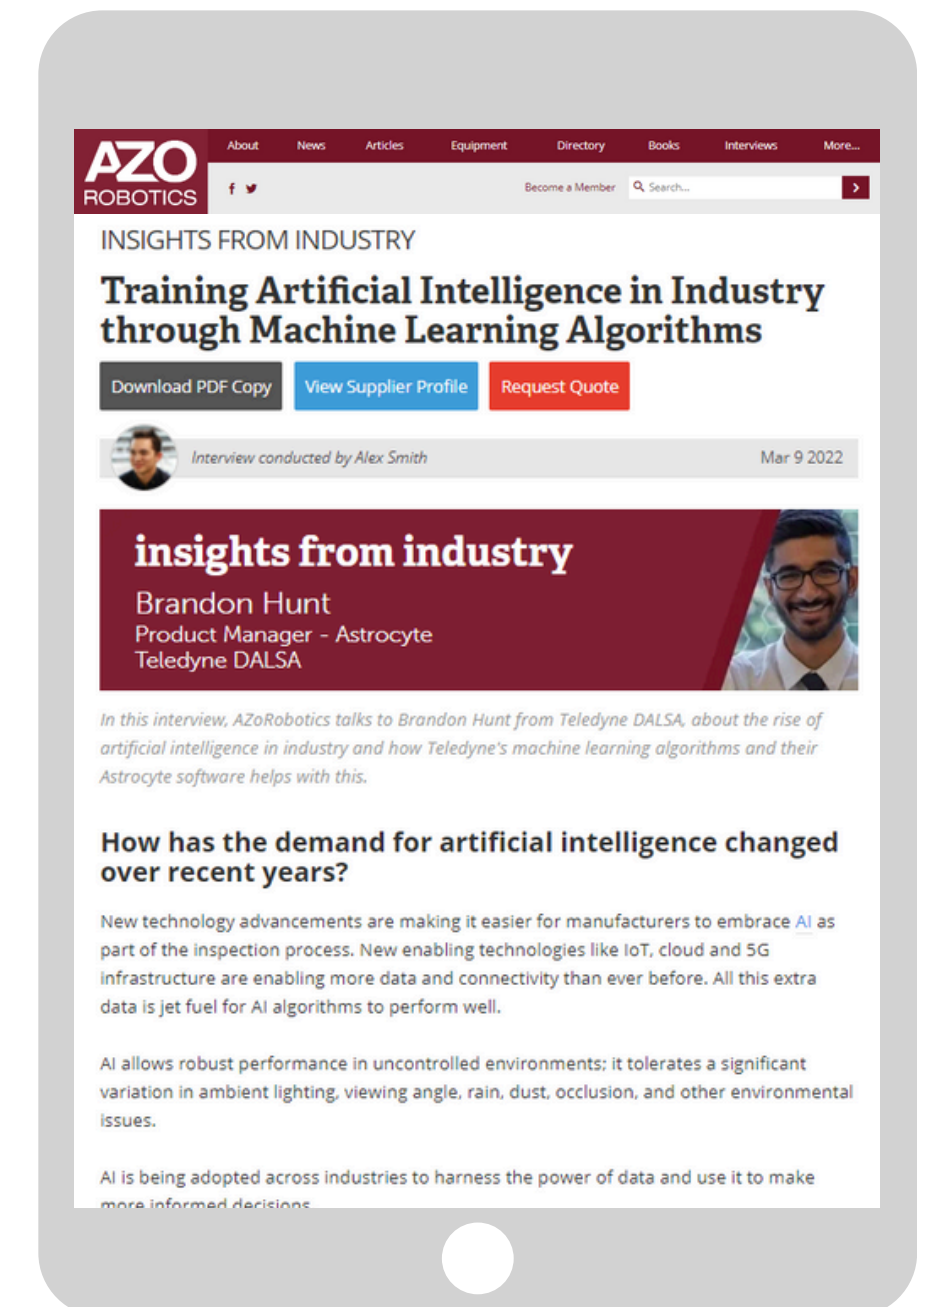 AZO
ROBOTICS
About News Articles Equipment Directory Books Interviews More...
f Become a Member Search...
INSIGHTS FROM INDUSTRY
Training Artificial Intelligence in Industry
through Machine Learning Algorithms
Download PDF Copy View Supplier Profile Request Quote
Interview conducted by Alex Smith Mar 9 2022
insights from industry
Brandon Hunt
Product Manager - Astrocyte
Teledyne DALSA
In this interview, AZoRobotics talks to Brandon Hunt from Teledyne DALSA, about the rise of
artificial intelligence in industry and how Teledyne's machine learning algorithms and their
Astrocyte software helps with this.
How has the demand for artificial intelligence changed
over recent years?
New technology advancements are making it easier for manufacturers to embrace AI as
part of the inspection process. New enabling technologies like IoT, cloud and 5G
infrastructure are enabling more data and connectivity than ever before. All this extra
data is jet fuel for AI algorithms to perform well.
AI allows robust performance in uncontrolled environments; it tolerates a significant
variation in ambient lighting, viewing angle, rain, dust, occlusion, and other environmental
issues.
AI is being adopted across industries to harness the power of data and use it to make
more informed decisions